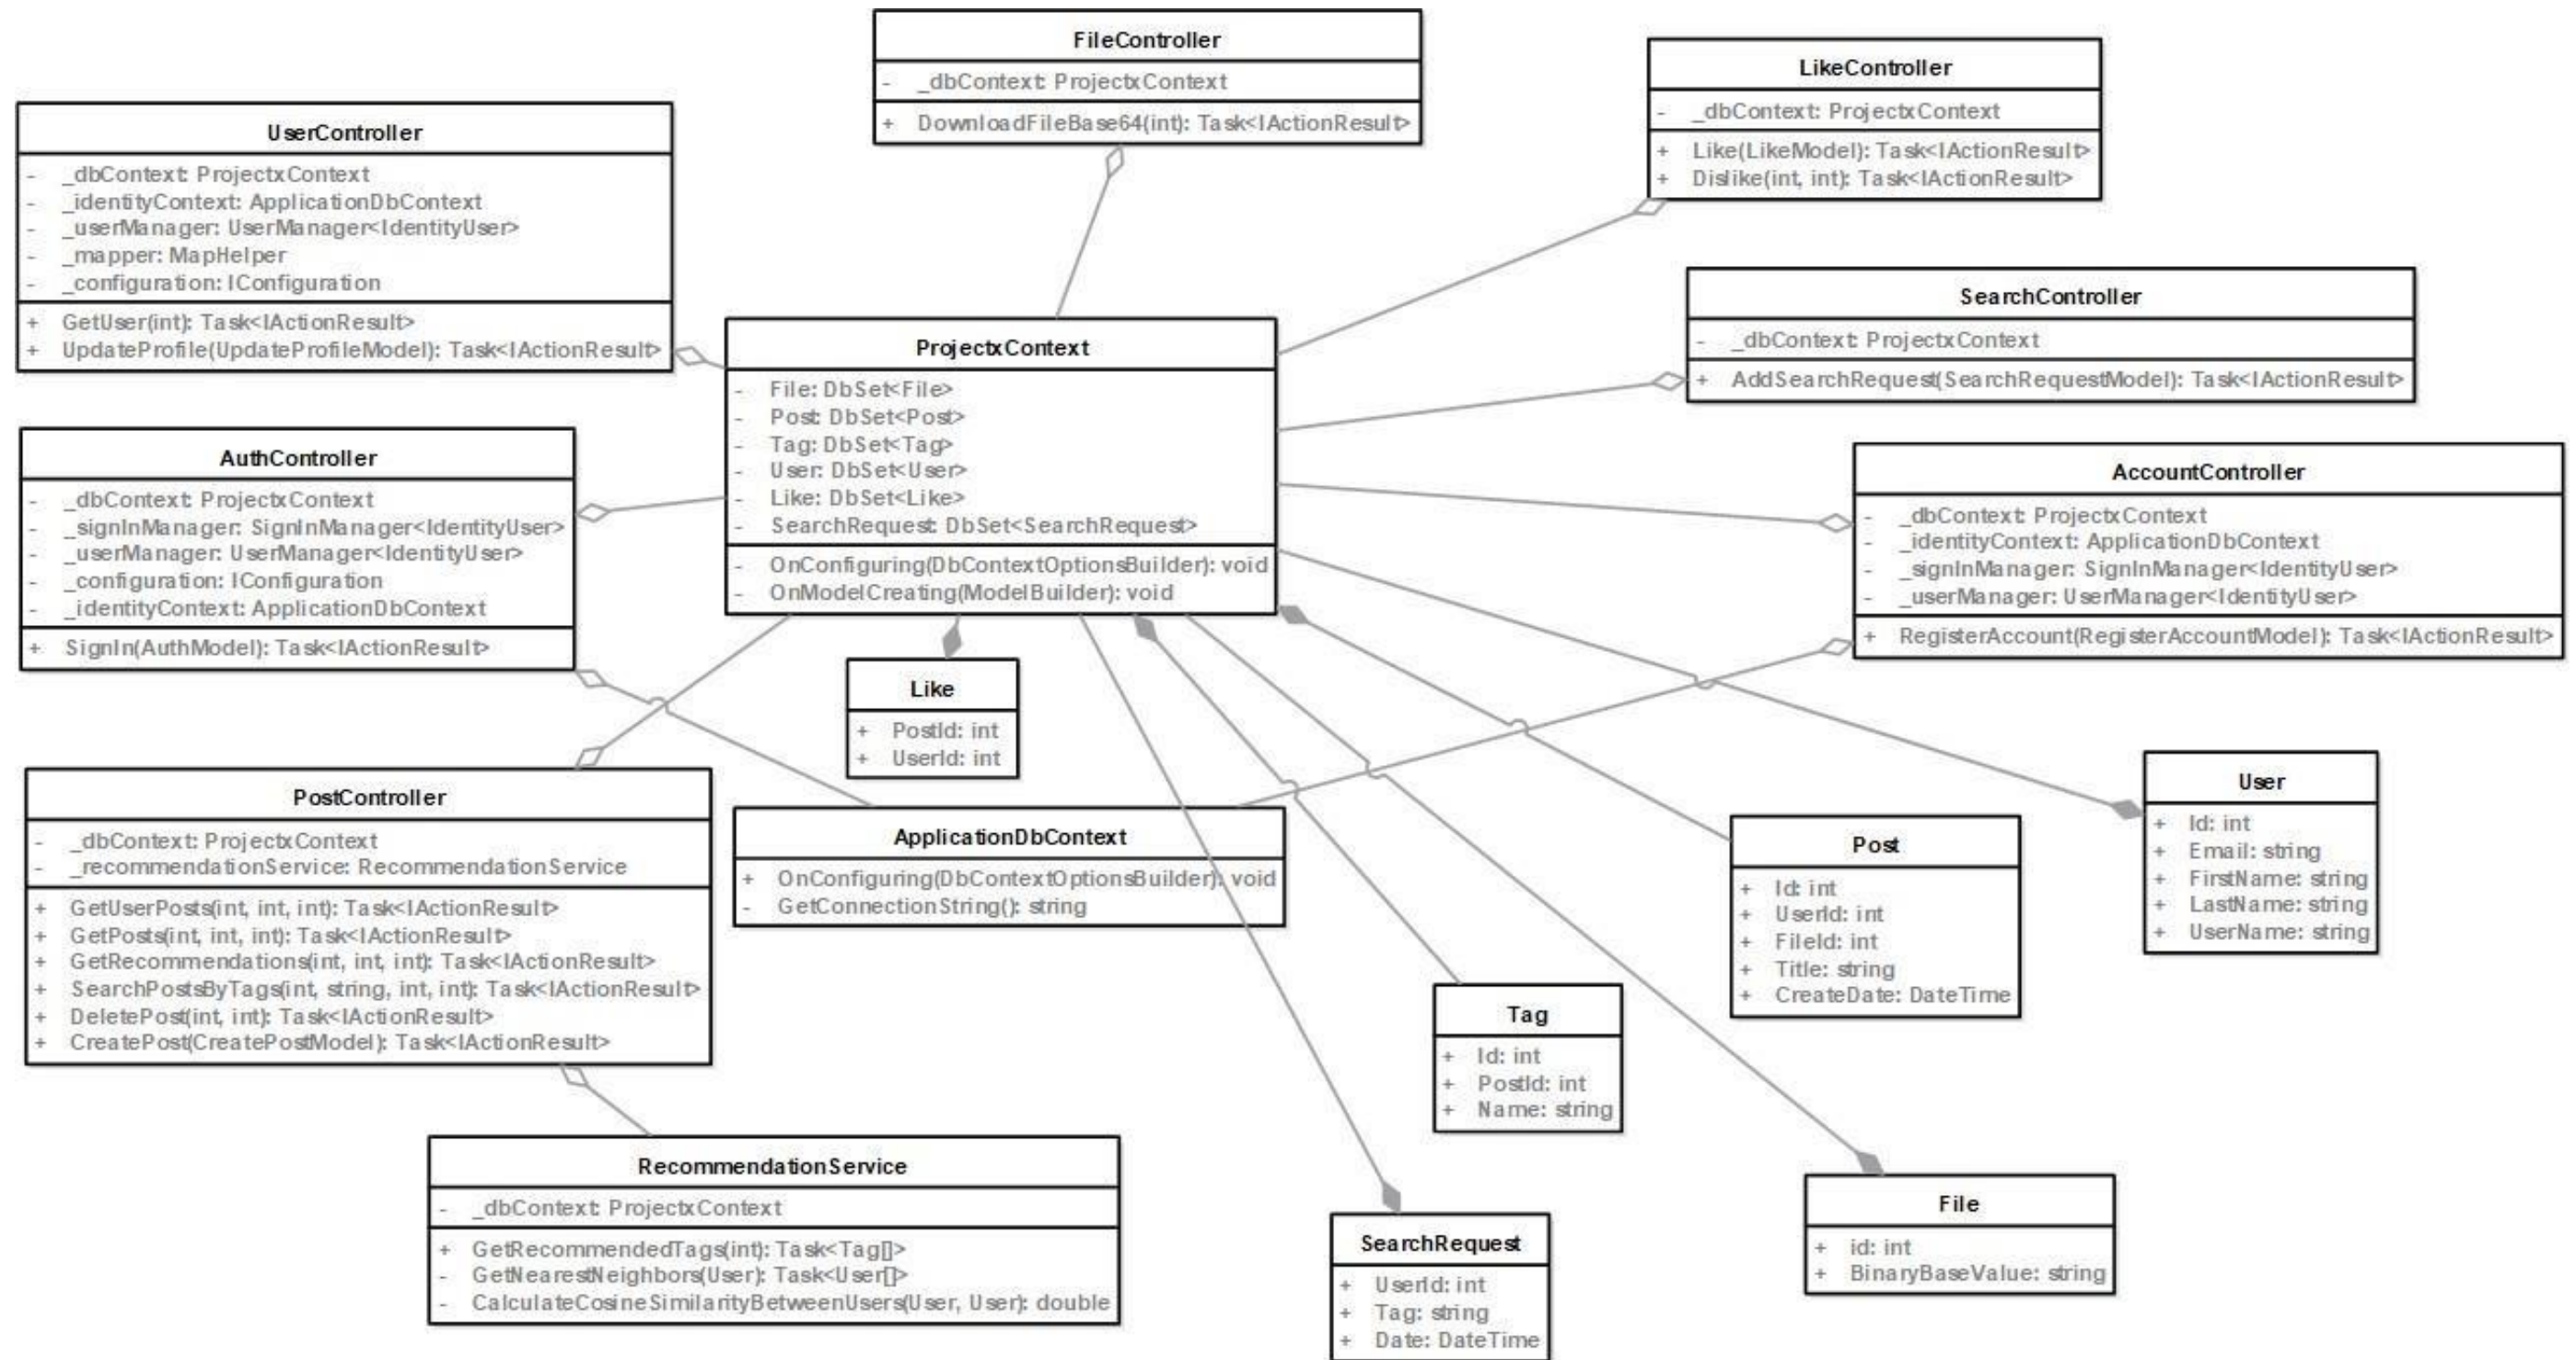 FileController
- _dbContext: ProjectxContext
+ DownloadFileBase64(int): Task<IActionResult>
LikeController
- _dbContext: ProjectxContext
+ Like(LikeModel): Task<IActionResult>
+ Dislike(int, int): Task<IActionResult>
UserController
- _dbContext: ProjectxContext
- _identityContext: ApplicationDbContext
- _userManager: UserManager<IdentityUser>
- _mapper: MapHelper
- _configuration: IConfiguration
+ GetUser(int): Task<IActionResult>
+ UpdateProfile(UpdateProfileModel): Task<IActionResult>
SearchController
- _dbContext: ProjectxContext
+ AddSearchRequest(SearchRequestModel): Task<IActionResult>
ProjectxContext
- File: DbSet<File>
- Post: DbSet<Post>
- Tag: DbSet<Tag>
- User: DbSet<User>
- Like: DbSet<Like>
- SearchRequest: DbSet<SearchRequest>
- OnConfiguring(DbContextOptionsBuilder): void
- OnModelCreating(ModelBuilder): void
AuthController
- _dbContext: ProjectxContext
- _signInManager: SignInManager<IdentityUser>
- _userManager: UserManager<IdentityUser>
- _configuration: IConfiguration
- _identityContext: ApplicationDbContext
+ SignIn(AuthModel): Task<IActionResult>
AccountController
- _dbContext: ProjectxContext
- _identityContext: ApplicationDbContext
- _signInManager: SignInManager<IdentityUser>
- _userManager: UserManager<IdentityUser>
+ RegisterAccount(RegisterAccountModel): Task<IActionResult>
Like
+ PostId: int
+ UserId: int
PostController
- _dbContext: ProjectxContext
- _recommendationService: RecommendationService
+ GetUserPosts(int, int, int): Task<IActionResult>
+ GetPosts(int, int, int): Task<IActionResult>
+ GetRecommendations(int, int, int): Task<IActionResult>
+ SearchPostsByTags(int, string, int, int): Task<IActionResult>
+ DeletePost(int, int): Task<IActionResult>
+ CreatePost(CreatePostModel): Task<IActionResult>
ApplicationDbContext
+ OnConfiguring(DbContextOptionsBuilder): void
- GetConnectionString(): string
User
+ Id: int
+ Email: string
+ FirstName: string
+ LastName: string
+ UserName: string
Post
+ Id: int
+ UserId: int
+ FileId: int
+ Title: string
+ CreateDate: DateTime
Tag
+ Id: int
+ PostId: int
+ Name: string
RecommendationService
- _dbContext: ProjectxContext
+ GetRecommendedTags(int): Task<Tag[]>
- GetNearestNeighbors(User): Task<User[]>
- CalculateCosineSimilarityBetweenUsers(User, User): double
File
+ id: int
+ BinaryBaseValue: string
SearchRequest
+ UserId: int
+ Tag: string
+ Date: DateTime